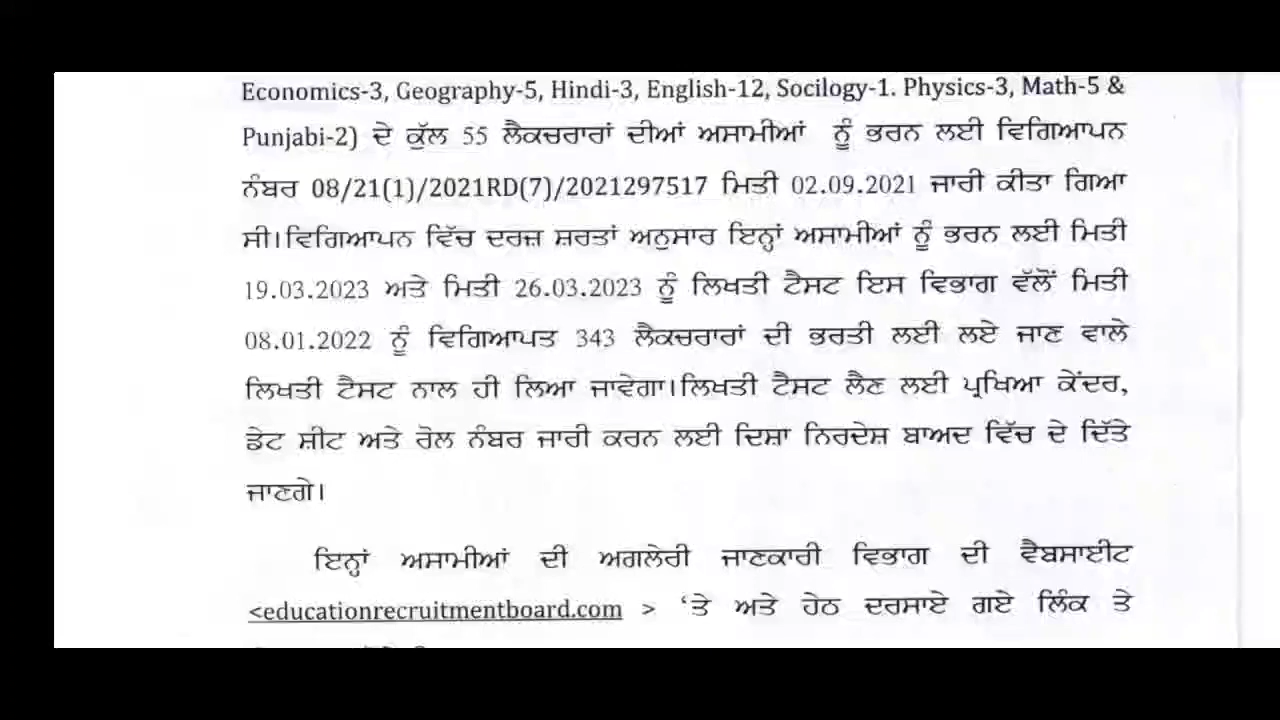 Economics-3, Geography-5, Hindi-3, English-12, Socilogy-1. Physics-3, Math-5 &
Punjabi-2) ਦੇ ਕੁੱਲ 55 ਲੈਕਚਰਾਰਾਂ ਦੀਆਂ ਅਸਾਮੀਆਂ ਨੂੰ ਭਰਨ ਲਈ ਵਿਗਿਆਪਨ
ਨੰਬਰ 08/21(1)/2021RD(7)/2021297517 ਮਿਤੀ 02.09.2021 ਜਾਰੀ ਕੀਤਾ ਗਿਆ
ਸੀ।ਵਿਗਿਆਪਨ ਵਿੱਚ ਦਰਜ਼ ਸ਼ਰਤਾਂ ਅਨੁਸਾਰ ਇਨ੍ਹਾਂ ਅਸਾਮੀਆਂ ਨੂੰ ਭਰਨ ਲਈ ਮਿਤੀ
19.03.2023 ਅਤੇ ਮਿਤੀ 26.03.2023 ਨੂੰ ਲਿਖਤੀ ਟੈਸਟ ਇਸ ਵਿਭਾਗ ਵੱਲੋਂ ਮਿਤੀ
08.01.2022 ਨੂੰ ਵਿਗਿਆਪਤ 343 ਲੈਕਚਰਾਰਾਂ ਦੀ ਭਰਤੀ ਲਈ ਲਏ ਜਾਣ ਵਾਲੇ
ਲਿਖਤੀ ਟੈਸਟ ਨਾਲ ਹੀ ਲਿਆ ਜਾਵੇਗਾ।ਲਿਖਤੀ ਟੈਸਟ ਲੈਣ ਲਈ ਪ੍ਰਖਿਆ ਕੇਂਦਰ,
ਡੇਟ ਸ਼ੀਟ ਅਤੇ ਰੋਲ ਨੰਬਰ ਜਾਰੀ ਕਰਨ ਲਈ ਦਿਸ਼ਾ ਨਿਰਦੇਸ਼ ਬਾਅਦ ਵਿੱਚ ਦੇ ਦਿੱਤੇ
ਜਾਣਗੇ।
ਇਨ੍ਹਾਂ ਅਸਾਮੀਆਂ ਦੀ ਅਗਲੇਰੀ ਜਾਣਕਾਰੀ ਵਿਭਾਗ ਦੀ ਵੈਬਸਾਈਟ
<educationrecruitmentboard.com > 'ਤੇ ਅਤੇ ਹੇਠ ਦਰਸਾਏ ਗਏ ਲਿੰਕ ਤੇ